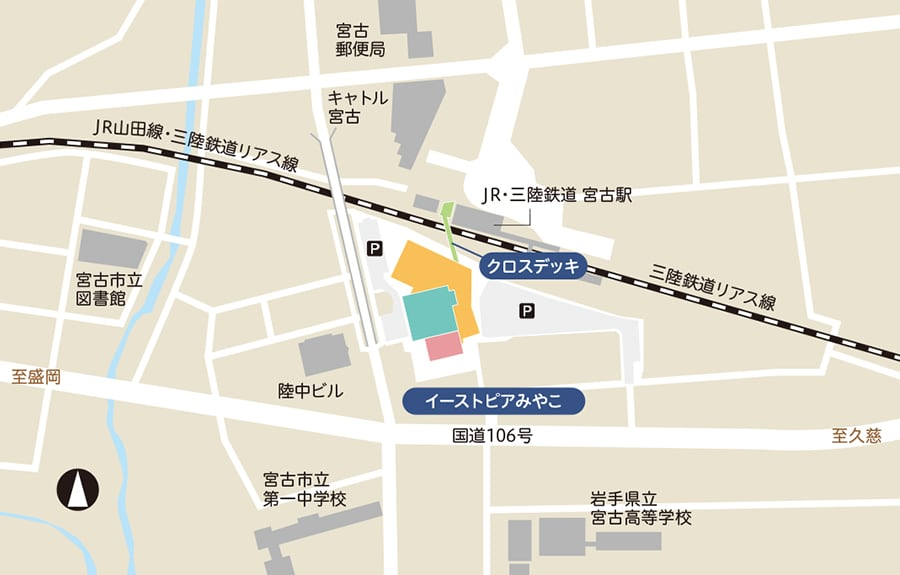 宮古
郵便局
キャトル
宮古
JR山田線・三陸鉄道リアス線
JR・三陸鉄道 宮古駅
P
クロスデッキ
宮古市立
図書館
三陸鉄道リアス線
P
至盛岡
陸中ビル
イーストピアみやこ
国道106号
至久慈
宮古市立
第一中学校
岩手県立
宮古高等学校